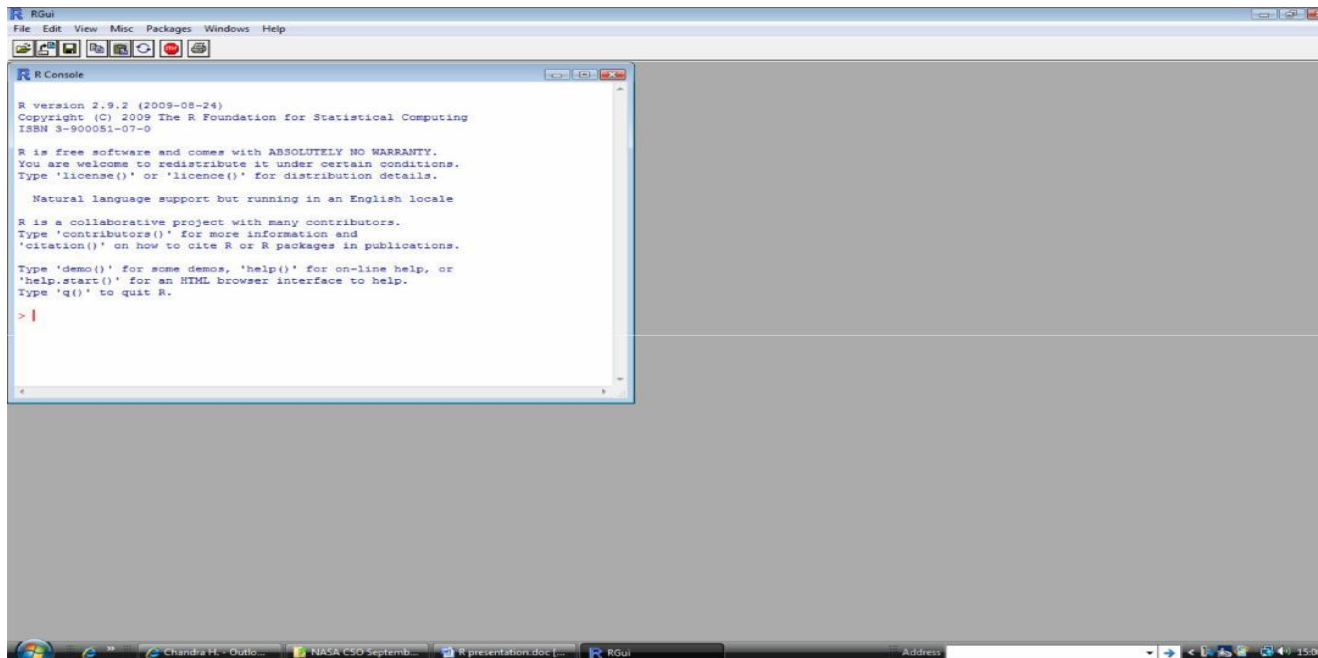 RGui
File Edit View Misc Packages Windows Help
R Console
R version 2.9.2 (2009-08-24)
Copyright (C) 2009 The R Foundation for Statistical Computing
ISBN 3-900051-07-0
R is free software and comes with ABSOLUTELY NO WARRANTY.
You are welcome to redistribute it under certain conditions.
Type 'license()' or 'licence()' for distribution details.
Natural language support but running in an English locale
R is a collaborative project with many contributors.
Type 'contributors()' for more information and
'citation()' on how to cite R or R packages in publications.
Type 'demo()' for some demos, 'help()' for on-line help, or
'help.start()' for an HTML browser interface to help.
Type 'q()' to quit R.
>
Chandra H. - Outlo... NASA CSO Septemb... R presentation.doc [... RGui Address